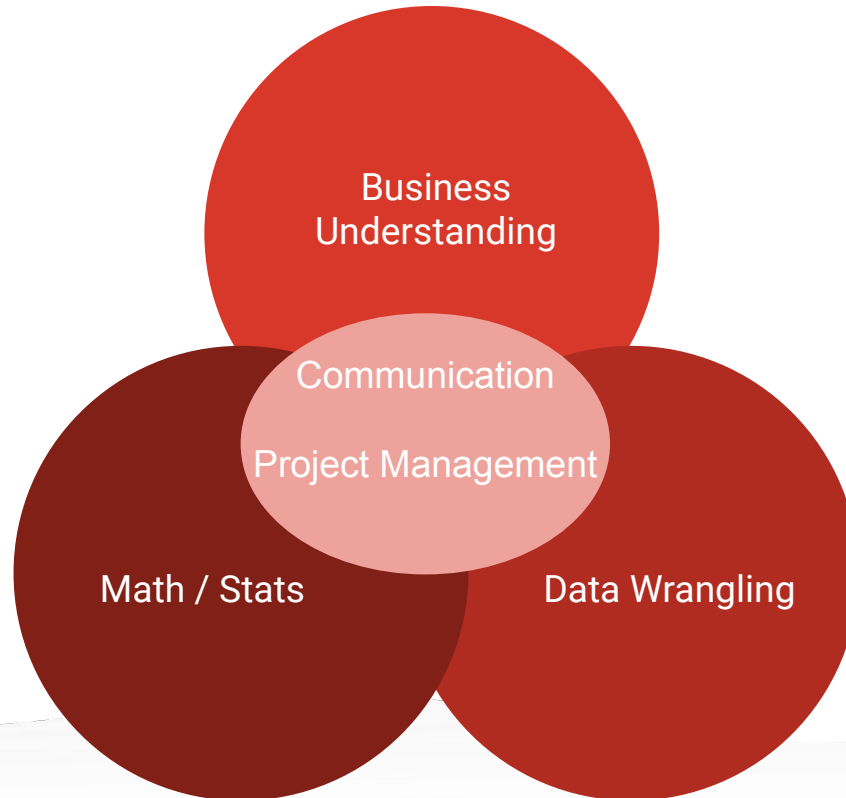 Business
Understanding
Communication
Project Management
Math / Stats
Data Wrangling